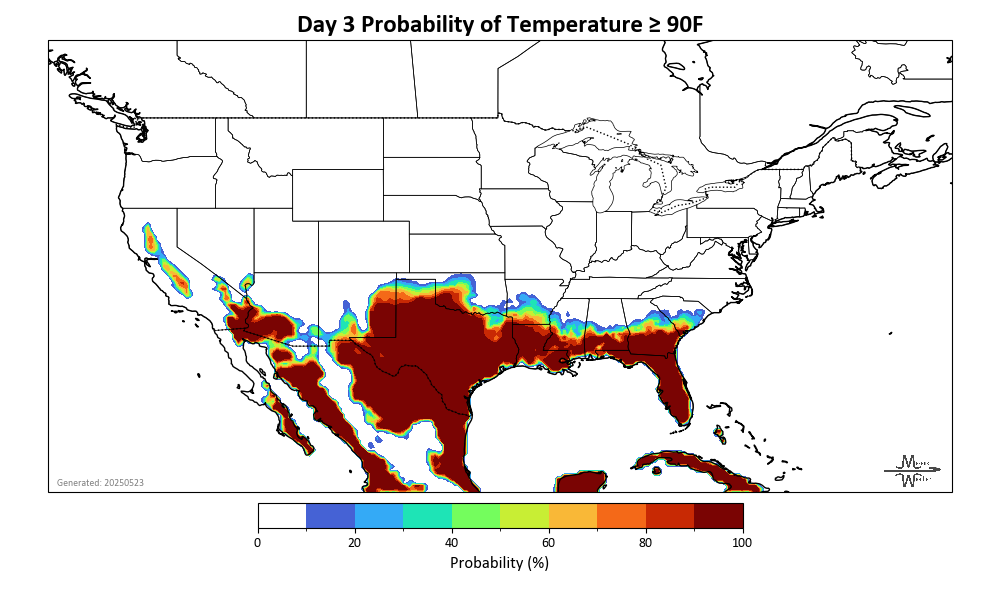 Day 3 Probability of Temperature ≥ 90F
Generated: 20250523
0 20 40 60 80 100
Probability (%)